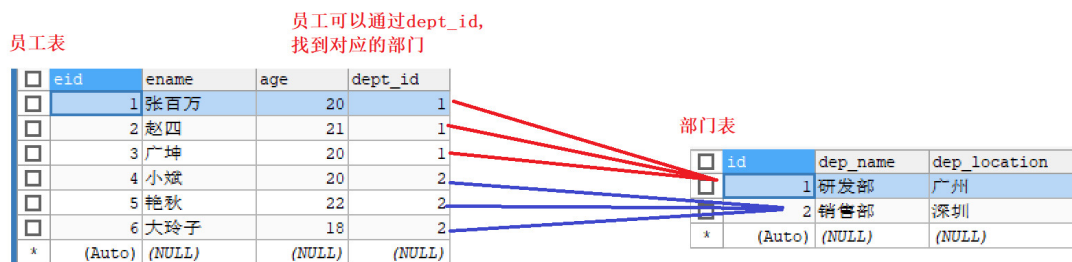 员工可以通过dept_id,
找到对应的部门
员工表
eid ename age dept_id
1 张百万 20 1
2 赵四 21 1
3 广坤 20 1
4 小斌 20 2
5 艳秋 22 2
6 大玲子 18 2
* (Auto) (NULL) (NULL) (NULL)
部门表
id dep_name dep_location
1 研发部 广州
2 销售部 深圳
* (Auto) (NULL) (NULL)